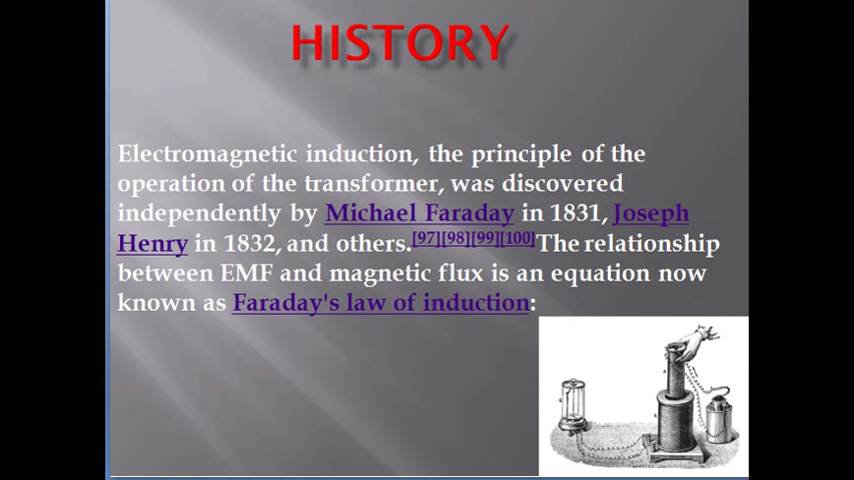 HISTORY
Electromagnetic induction, the principle of the
operation of the transformer, was discovered
independently by Michael Faraday in 1831, Joseph
Henry in 1832, and others.[97][98][99][100]The relationship
between EMF and magnetic flux is an equation now
known as Faraday's law of induction: